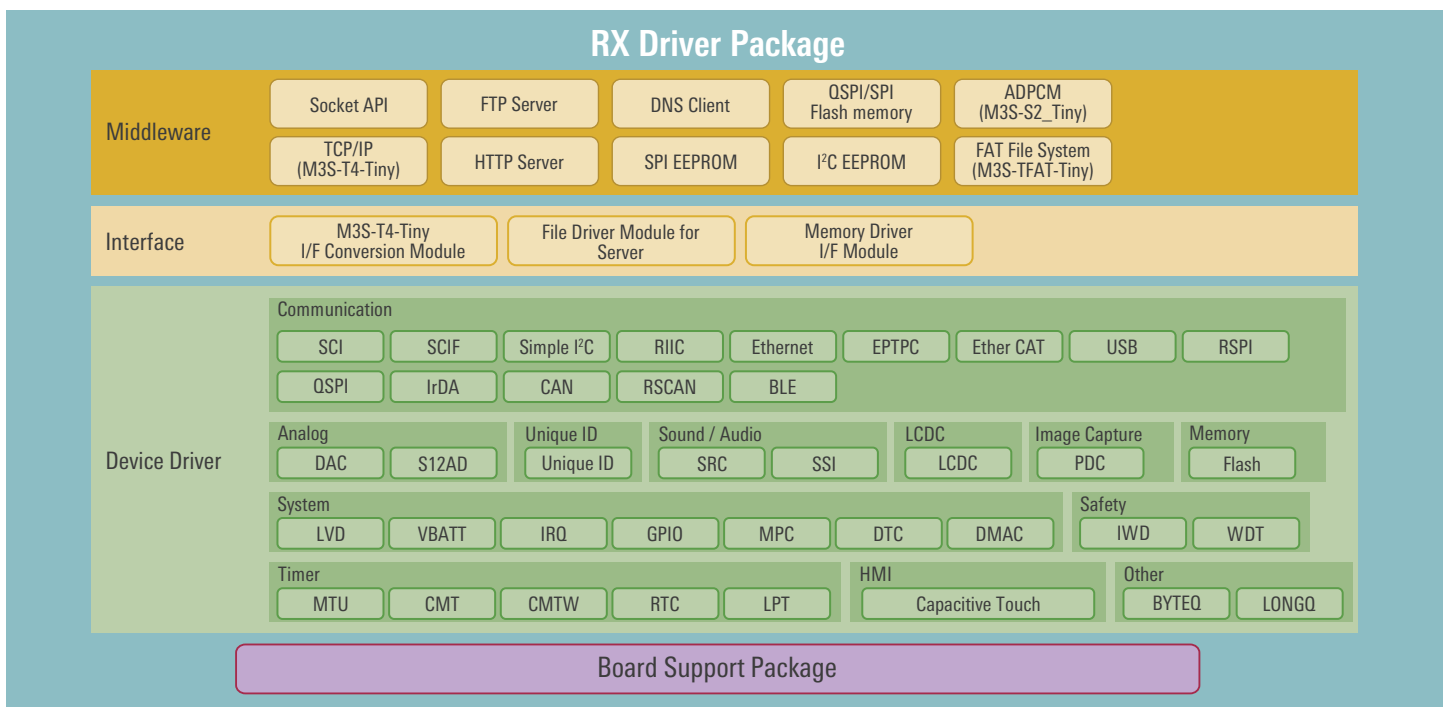 RX Driver Package
Middleware
Socket API
FTP Server
DNS Client
QSPI/SPI
Flash memory
ADPCM
(M3S-S2_Tiny)
TCP/IP
(M3S-T4-Tiny)
HTTP Server
SPI EEPROM
I²C EEPROM
FAT File System
(M3S-TFAT-Tiny)
Interface
M3S-T4-Tiny
I/F Conversion Module
File Driver Module for
Server
Memory Driver
I/F Module
Device Driver
Communication
SCI
SCIF
Simple I²C
RIIC
Ethernet
EPTPC
Ether CAT
USB
RSPI
QSPI
IrDA
CAN
RSCAN
BLE
Analog
DAC
S12AD
Unique ID
Unique ID
Sound / Audio
SRC
SSI
LCDC
LCDC
Image Capture
PDC
Memory
Flash
System
LVD
VBATT
IRQ
GPIO
MPC
DTC
DMAC
Safety
IWD
WDT
Timer
MTU
CMT
CMTW
RTC
LPT
HMI
Capacitive Touch
Other
BYTEQ
LONGQ
Board Support Package